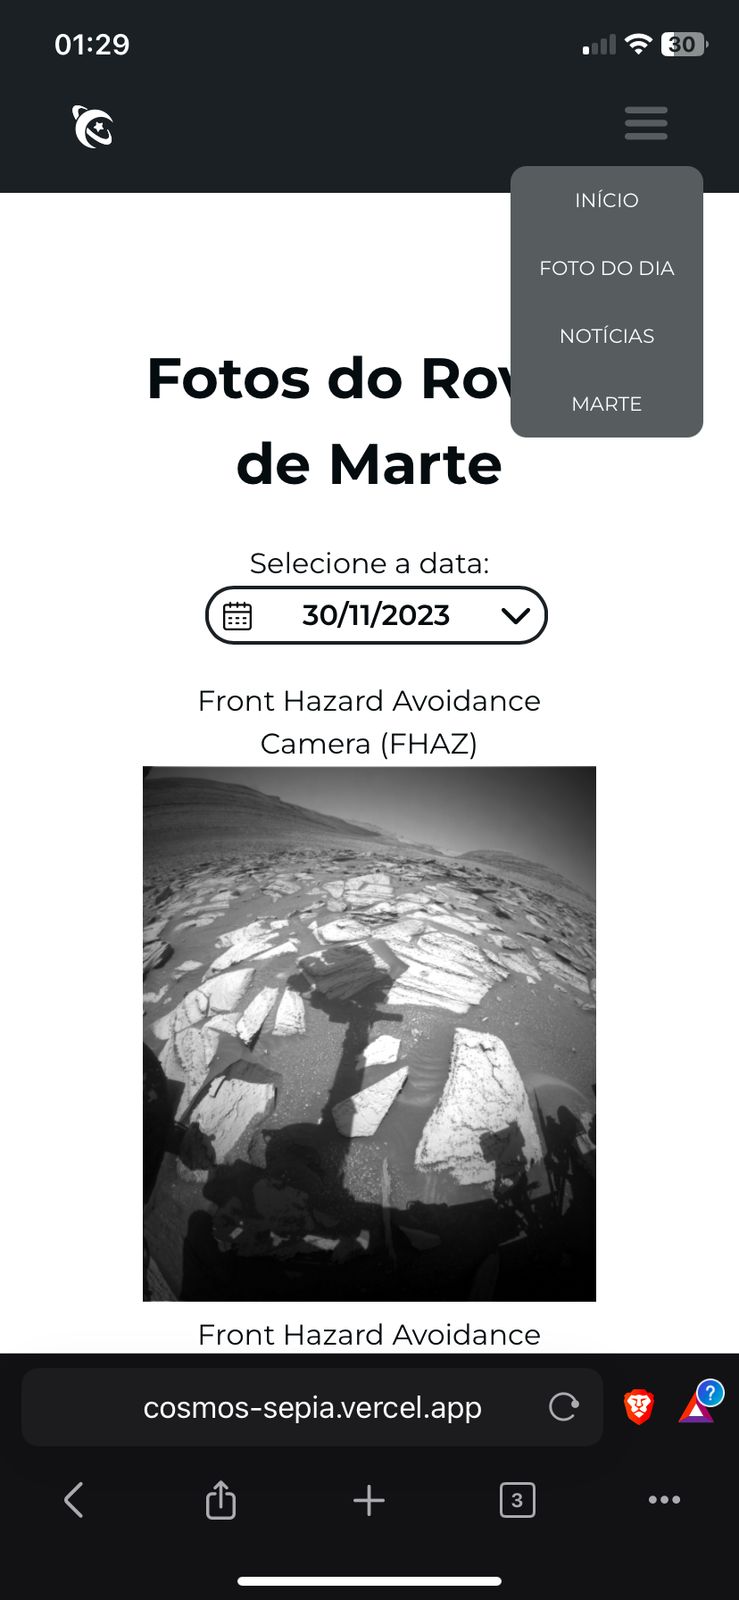 01:29
30
INÍCIO
FOTO DO DIA
NOTÍCIAS
MARTE
Fotos do Rov
de Marte
Selecione a data:
30/11/2023
Front Hazard Avoidance
Camera (FHAZ)
Front Hazard Avoidance
cosmos-sepia.vercel.app
?
3